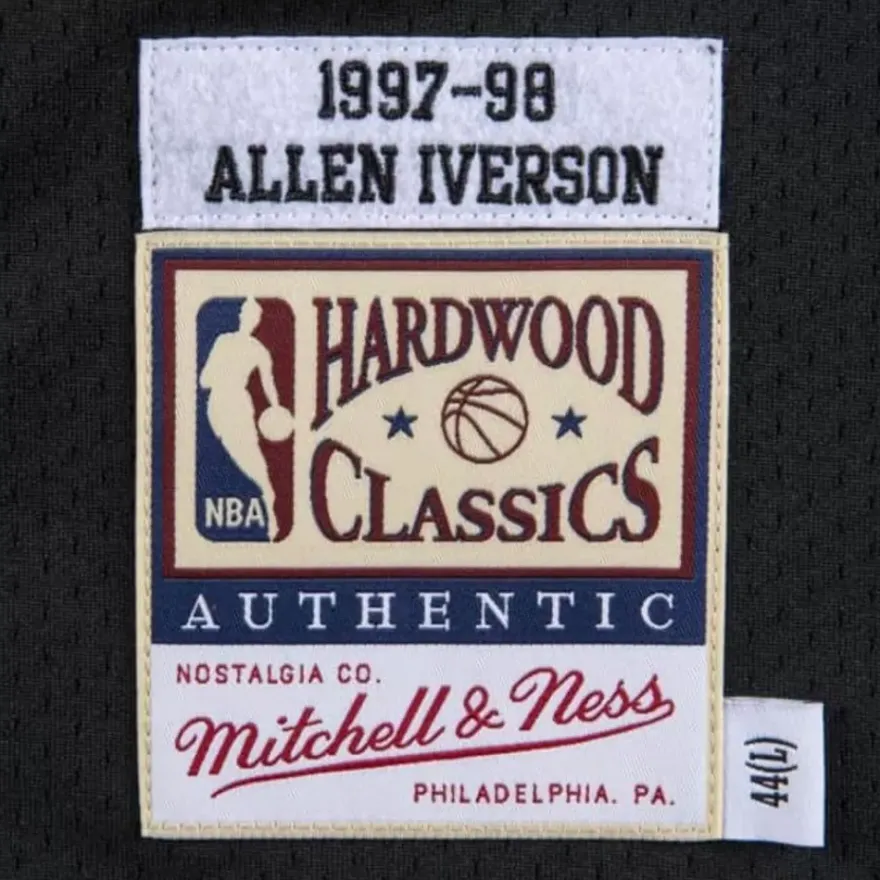 1997-98
ALLEN IVERSON
NBA
HARDWOOD
CLASSICS
AUTHENTIC
NOSTALGIA CO.
Mitchell & Ness
PHILADELPHIA. PA.
44(L)